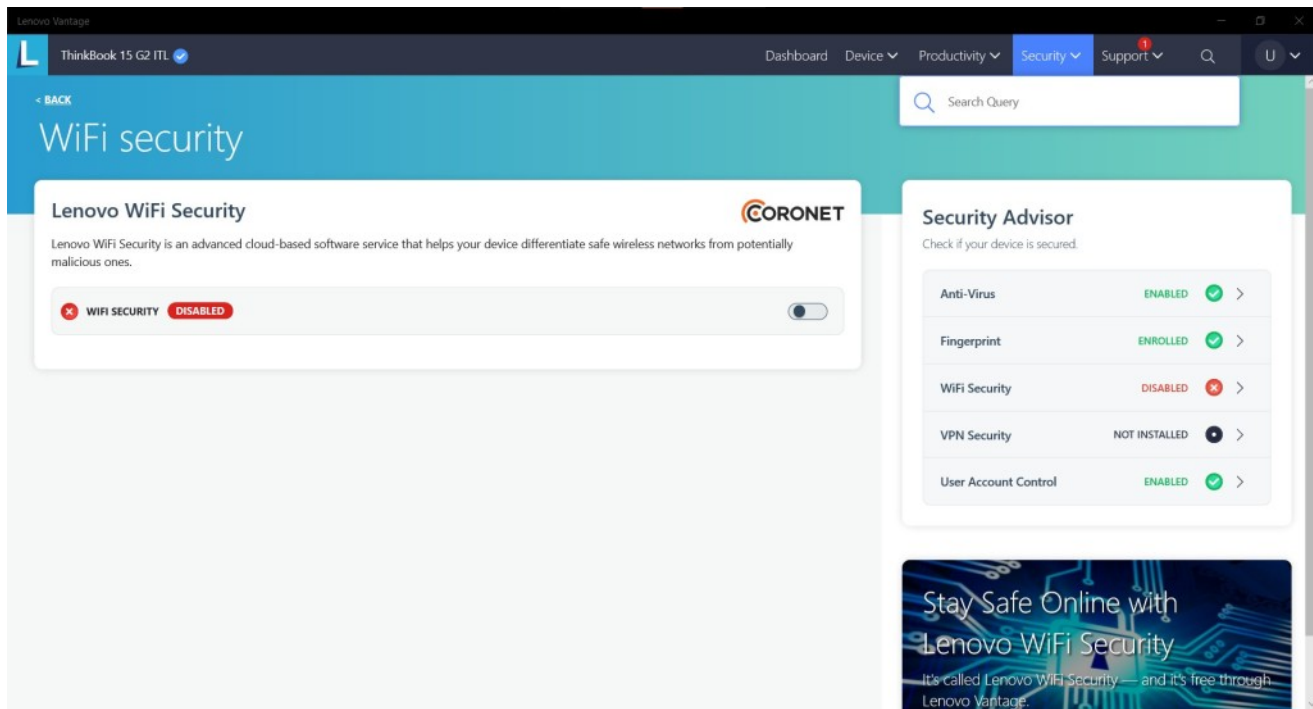 Lenovo Vantage
L ThinkBook 15 G2 ITL Dashboard Device Productivity Security Support 1 U
< BACK
Search Query
WiFi security
Lenovo WiFi Security
CORONET
Lenovo WiFi Security is an advanced cloud-based software service that helps your device differentiate safe wireless networks from potentially
malicious ones.
WIFI SECURITY DISABLED
Security Advisor
Check if your device is secured.
Anti-Virus ENABLED
Fingerprint ENROLLED
WiFi Security DISABLED
VPN Security NOT INSTALLED
User Account Control ENABLED
Stay Safe Online with
Lenovo WiFi Security
It's called Lenovo WiFi Security — and it's free through
Lenovo Vantage.